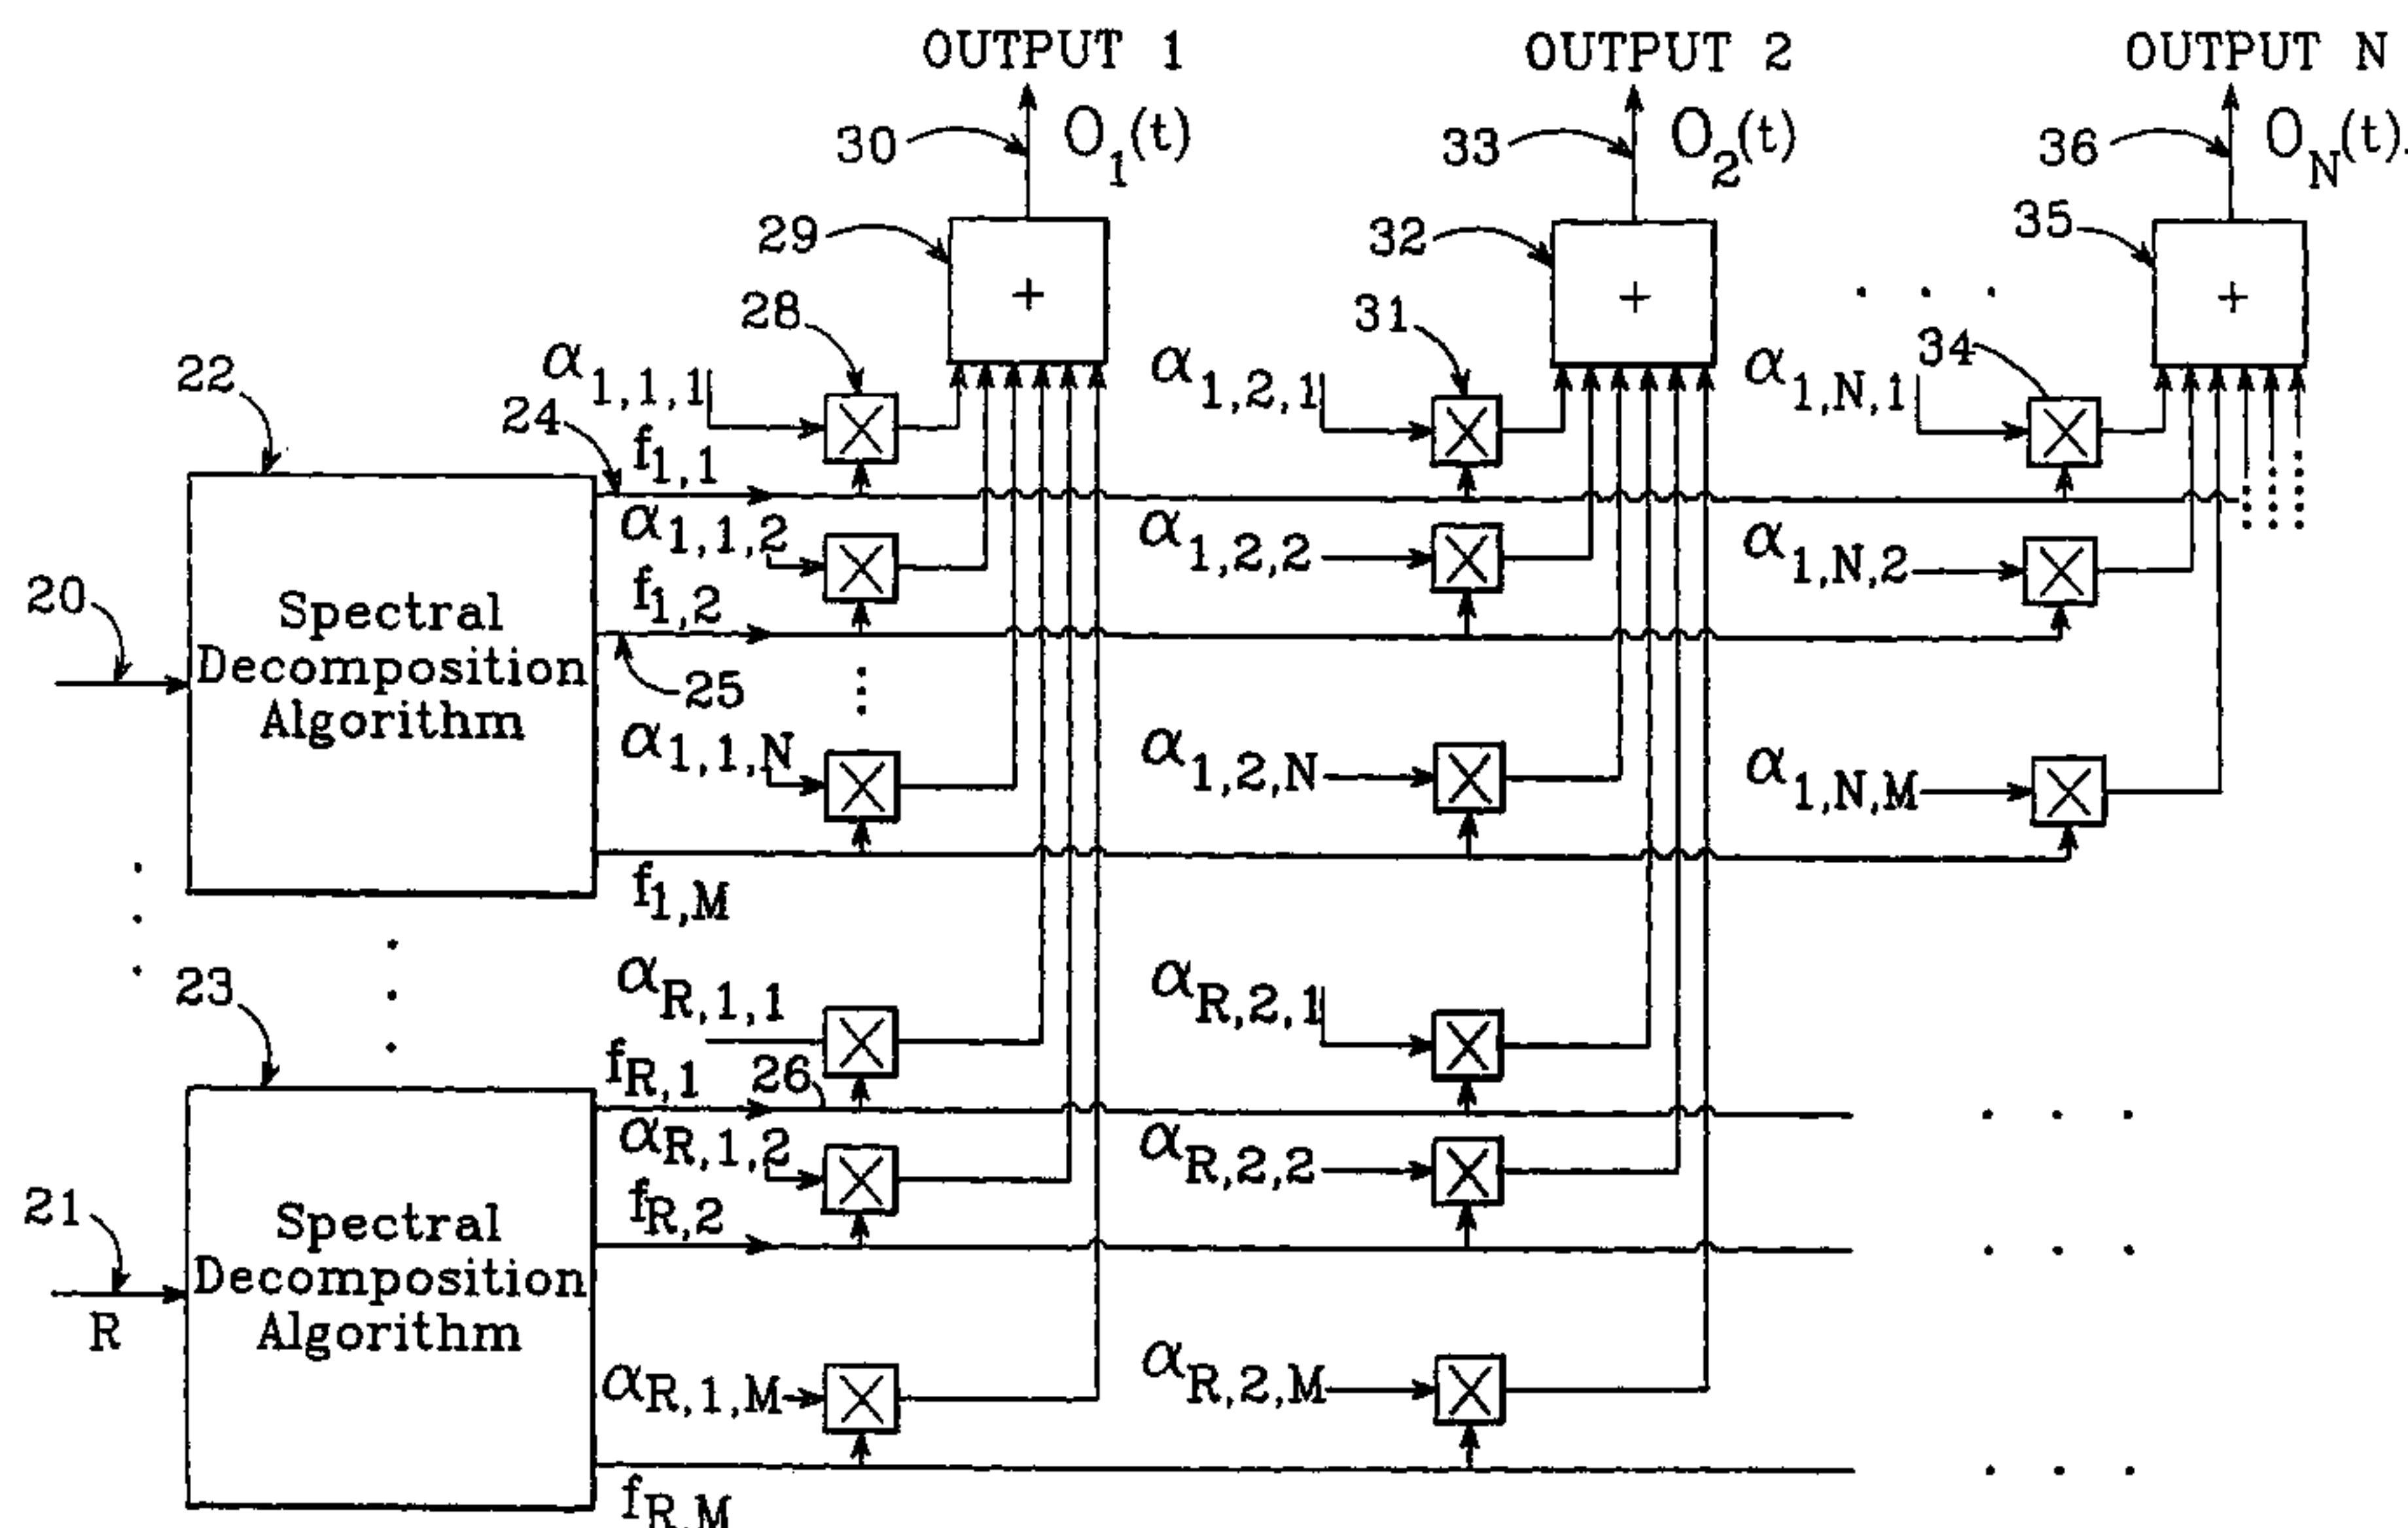 OUTPUT 1 OUTPUT 2 OUTPUT N
30 O1(t) 33 O2(t) 36 ON(t).
29 + 32 + 35 +
28 31 34
22 24 α1,1,1 α1,2,1 α1,N,1
f1,1
α1,1,2 α1,2,2 α1,N,2
20 f1,2
25
Spectral
Decomposition
Algorithm
α1,1,N α1,2,N α1,N,M
f1,M
23 αR,1,1 αR,2,1
fR,1 26
αR,1,2 αR,2,2
21 fR,2
R
Spectral
Decomposition
Algorithm
αR,1,M αR,2,M
fR,M